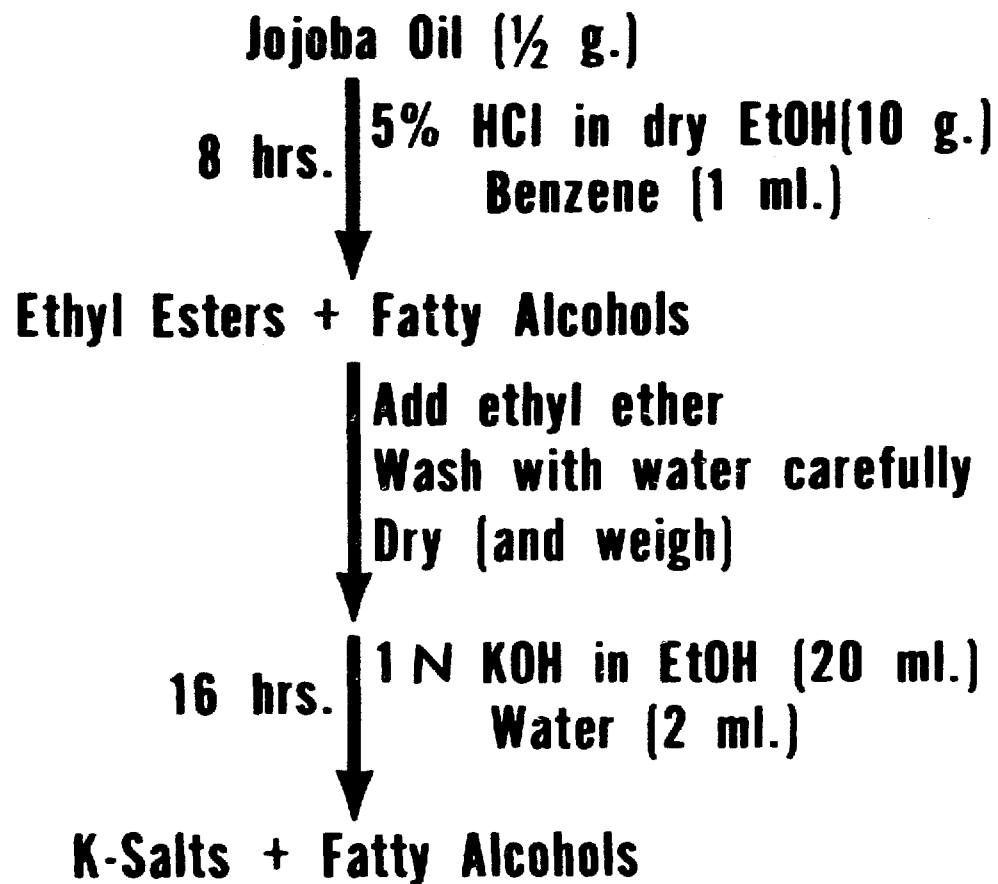 Jojoba Oil (½ g.)
8 hrs.
5% HCl in dry EtOH(10 g.)
Benzene (1 ml.)
Ethyl Esters + Fatty Alcohols
Add ethyl ether
Wash with water carefully
Dry (and weigh)
16 hrs.
1 N KOH in EtOH (20 ml.)
Water (2 ml.)
K-Salts + Fatty Alcohols